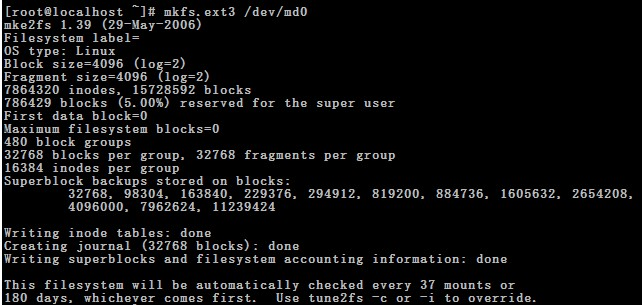 [root@localhost ~]# mkfs.ext3 /dev/md0
mke2fs 1.39 (29-May-2006)
Filesystem label=
OS type: Linux
Block size=4096 (log=2)
Fragment size=4096 (log=2)
7864320 inodes, 15728592 blocks
786429 blocks (5.00%) reserved for the super user
First data block=0
Maximum filesystem blocks=0
480 block groups
32768 blocks per group, 32768 fragments per group
16384 inodes per group
Superblock backups stored on blocks:
32768, 98304, 163840, 229376, 294912, 819200, 884736, 1605632, 2654208,
4096000, 7962624, 11239424
Writing inode tables: done
Creating journal (32768 blocks): done
Writing superblocks and filesystem accounting information: done
This filesystem will be automatically checked every 37 mounts or
180 days, whichever comes first.  Use tune2fs -c or -i to override.